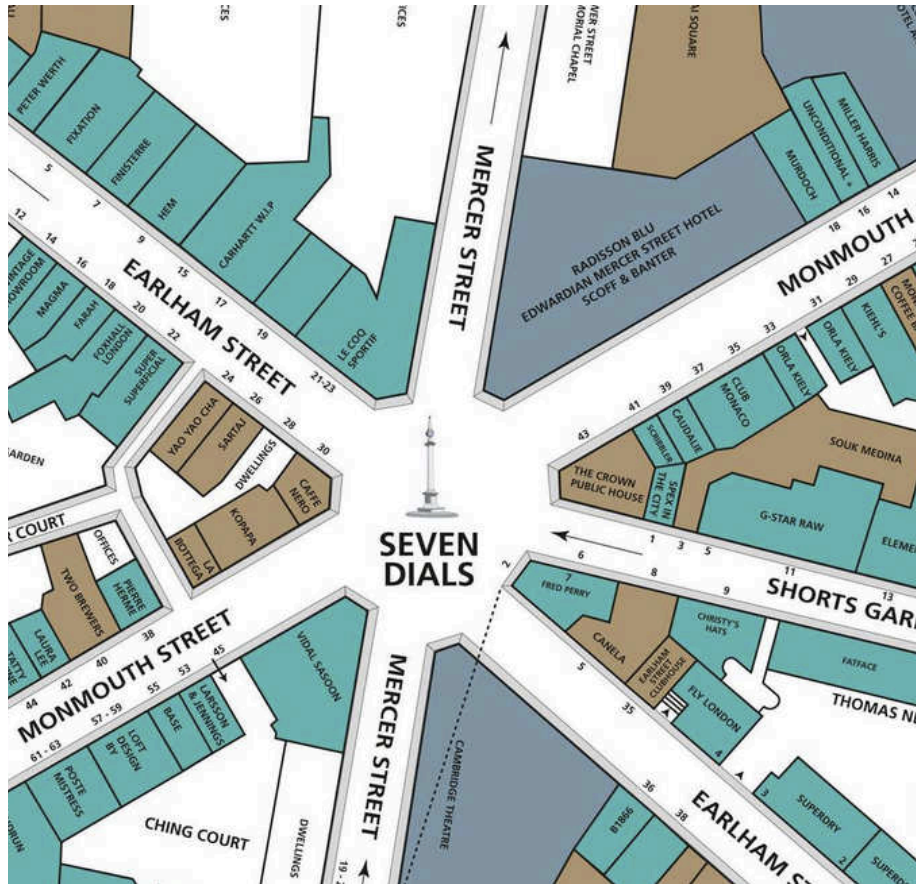 PETER WERTH
FIXATION
FINISTERRE
HEM
CARHARTT W.I.P
LE COQ
SPORTIF
5
7
9
15
17
19
21-23
EARLHAM STREET
12
14
16
18
20
22
24
26
28
30
MAGMA
FARAH
FOXHALL
LONDON
SUPER
SUPERFICIAL
YAO YAO CHA
SARTAJ
DWELLINGS
CAFFE
NERO
KOPAPA
LA
BOTTEGA
MERCER STREET
SQUARE
RADISSON BLU
EDWARDIAN MERCER STREET HOTEL
SCOFF & BANTER
MURDOCH
UNCONDITIONAL +
MILLER HARRIS
18
16
14
MONMOUTH
43
41
39
37
35
33
31
29
27
THE CROWN
PUBLIC HOUSE
SCRIBBLER
CAUDALIE
CLUB
MONACO
ORLA KIELY
ORLA KIELY
KIEHL'S
SPEX IN
THE CITY
SOUK MEDINA
G-STAR RAW
1
3
5
11
13
SEVEN
DIALS
2
6
8
9
SHORTS GAR
7
FRED PERRY
CANELA
EARLHAM
STREET
CLUBHOUSE
CHRISTY'S
HATS
FLY LONDON
FATFACE
5
35
4
3
2
SUPERDRY
36
38
B1866
EARLHAM
COURT
OFFICES
TWO BREWERS
PIERRE
HERME
LAURA
LEE
38
40
42
44
MONMOUTH STREET
45
53
55
57 - 59
61 - 63
VIDAL SASOON
LARSSON
& JENNINGS
BASE
LOFT
DESIGN
BY
POSTE
MISTRESS
CHING COURT
DWELLINGS
MERCER STREET
CAMBRIDGE THEATRE